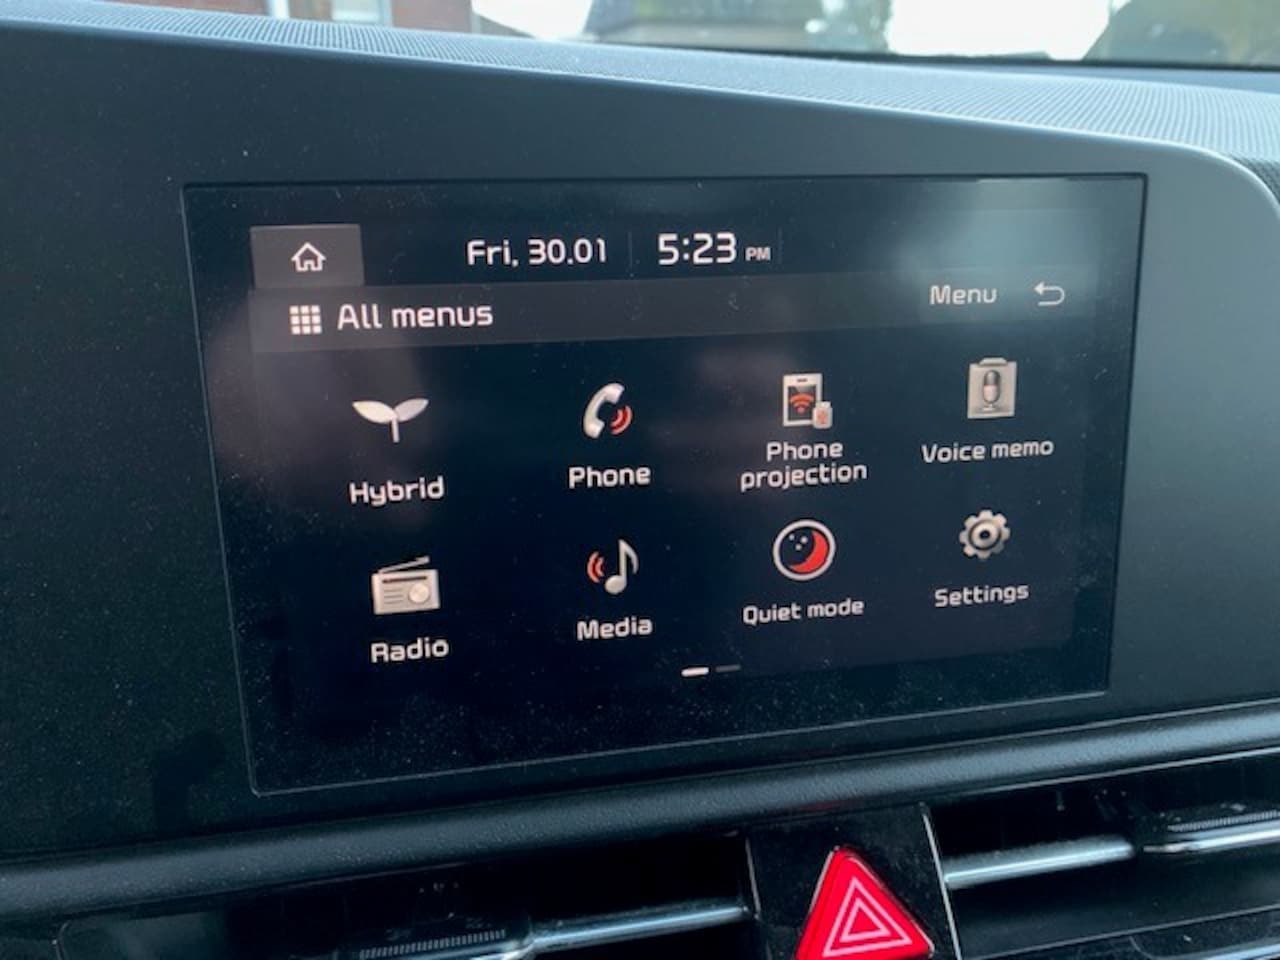 Fri, 30.01 5:23 PM
All menus Menu
Hybrid Phone Phone projection Voice memo
Radio Media Quiet mode Settings